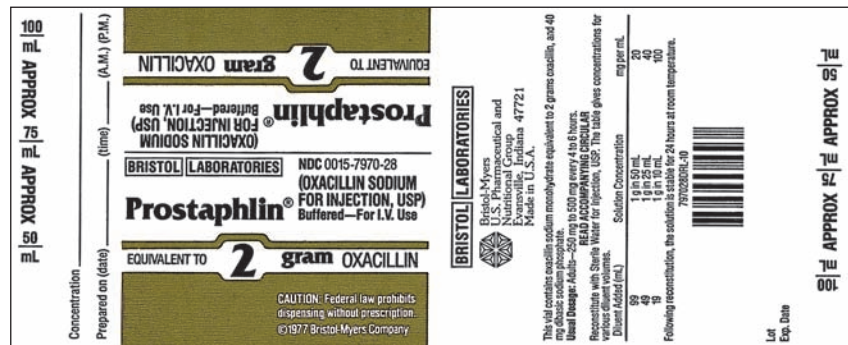 100
mL
APPROX
75
mL
APPROX
50
mL
Concentration
Prepared on (date) (time) (A.M.) (P.M.)
EQUIVALENT TO 2 gram OXACILLIN
Prostaphlin®
(OXACILLIN SODIUM
FOR INJECTION, USP)
Buffered—For I.V. Use
BRISTOL LABORATORIES
NDC 0015-7970-28
Prostaphlin®
(OXACILLIN SODIUM
FOR INJECTION, USP)
Buffered—For I.V. Use
EQUIVALENT TO 2 gram OXACILLIN
CAUTION: Federal law prohibits
dispensing without prescription.
©1977 Bristol-Myers Company
BRISTOL LABORATORIES
Bristol-Myers
U.S. Pharmaceutical and
Nutritional Group
Evansville, Indiana 47721
Made in U.S.A.
This vial contains oxacillin sodium monohydrate equivalent to 2 grams oxacillin, and 40
mg dibasic sodium phosphate.
Usual Dosage: Adults—250 mg to 500 mg every 4 to 6 hours.
READ ACCOMPANYING CIRCULAR
Reconstitute with Sterile Water for Injection, USP. The table gives concentrations for
various diluent volumes.
Diluent Added (mL) Solution Concentration mg per mL
99 1 g in 50 mL 20
49 1 g in 25 mL 40
19 1 g in 10 mL 100
Following reconstitution, the solution is stable for 24 hours at room temperature.
797028DRL-10
Lot
Exp. Date
50
mL
APPROX
75
mL
APPROX
100
mL